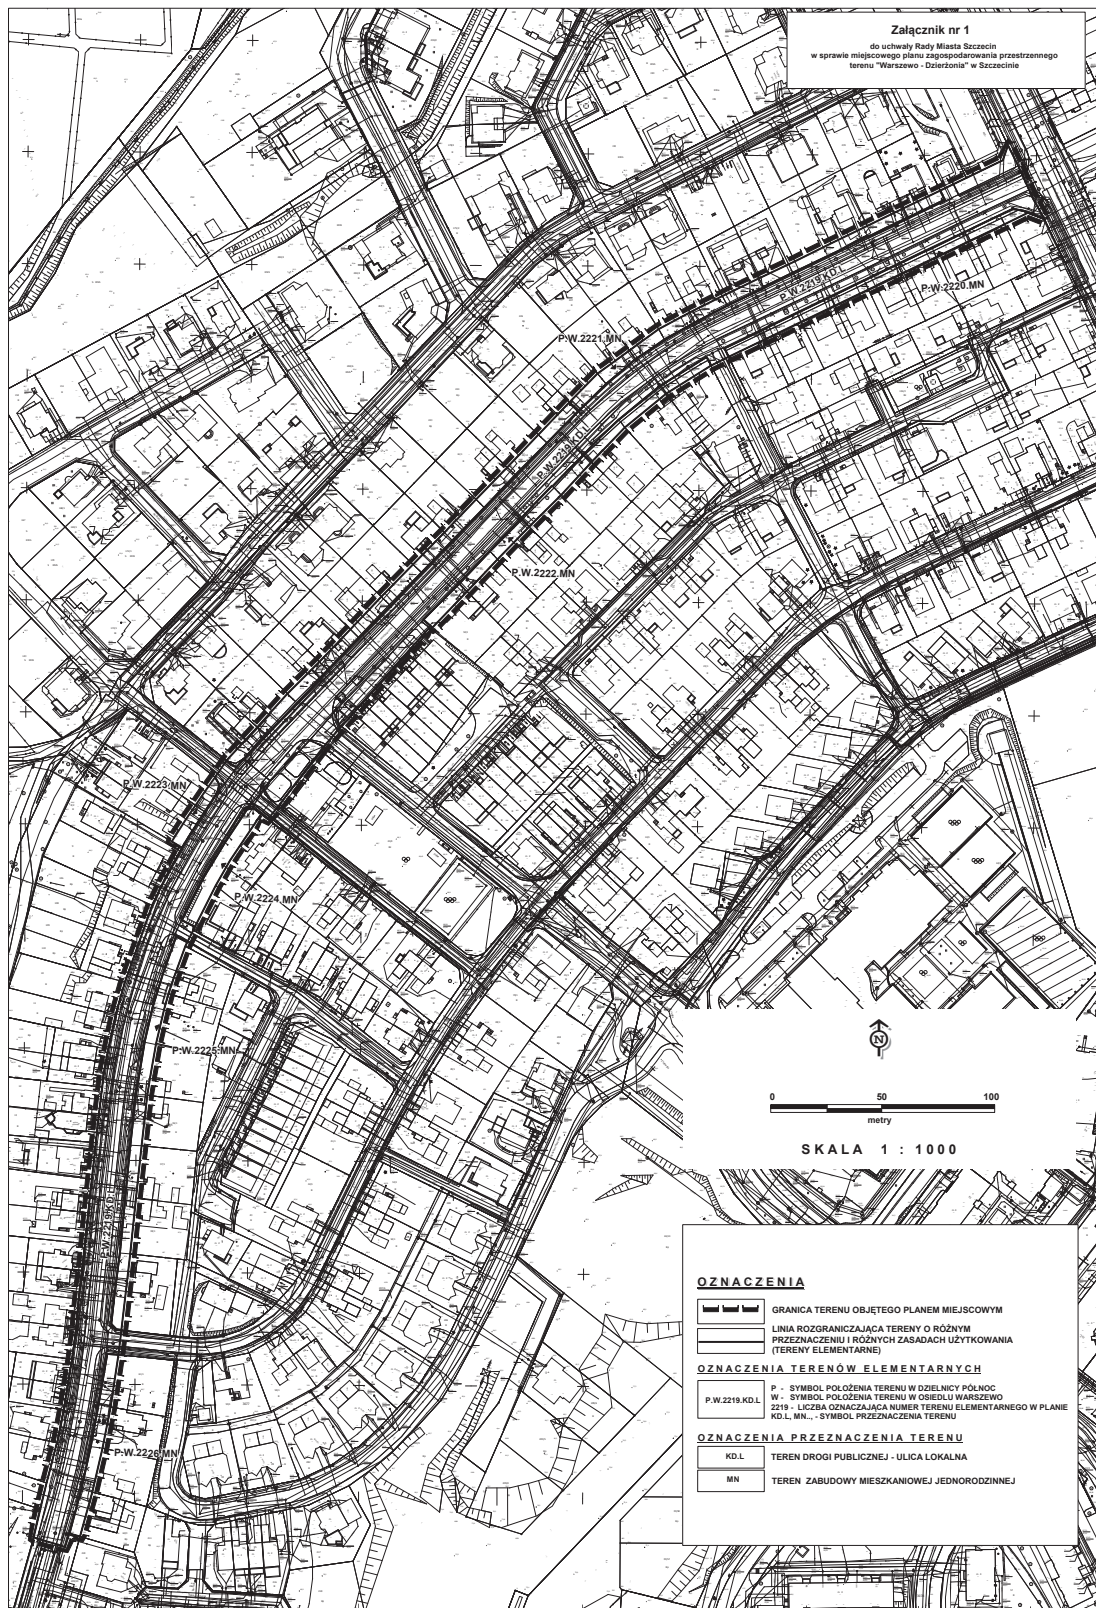 Załącznik nr 1
do uchwały Rady Miasta Szczecin
w sprawie miejscowego planu zagospodarowania przestrzennego
terenu "Warszewo - Dzierżonia" w Szczecinie
P.W.2219.KD.L
P.W.2220.MN
P.W.2221.MN
P.W.2219.KD.L
P.W.2222.MN
P.W.2223.MN
P.W.2224.MN
P.W.2225.MN
P.W.2219.KD.L
P.W.2226.MN
N
0 50 100
metry
SKALA 1 : 1000
OZNACZENIA
GRANICA TERENU OBJĘTEGO PLANEM MIEJSCOWYM
LINIA ROZGRANICZAJĄCA TERENY O RÓŻNYM
PRZEZNACZENIU I RÓŻNYCH ZASADACH UŻYTKOWANIA
(TERENY ELEMENTARNE)
OZNACZENIA TERENÓW ELEMENTARNYCH
P.W.2219.KD.L
P - SYMBOL POŁOŻENIA TERENU W DZIELNICY PÓŁNOC
W - SYMBOL POŁOŻENIA TERENU W OSIEDLU WARSZEWO
2219 - LICZBA OZNACZAJĄCA NUMER TERENU ELEMENTARNEGO W PLANIE
KD.L, MN.., - SYMBOL PRZEZNACZENIA TERENU
OZNACZENIA PRZEZNACZENIA TERENU
KD.L TEREN DROGI PUBLICZNEJ - ULICA LOKALNA
MN TEREN ZABUDOWY MIESZKANIOWEJ JEDNORODZINNEJ